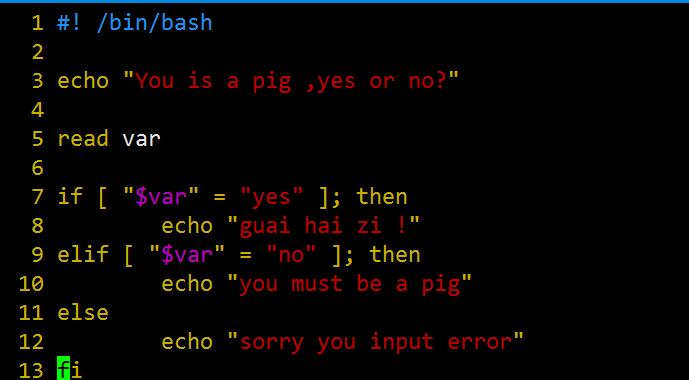 1 #! /bin/bash
2
3 echo "You is a pig ,yes or no?"
4
5 read var
6
7 if [ "$var" = "yes" ]; then
8         echo "guai hai zi !"
9 elif [ "$var" = "no" ]; then
10         echo "you must be a pig"
11 else
12         echo "sorry you input error"
13 fi